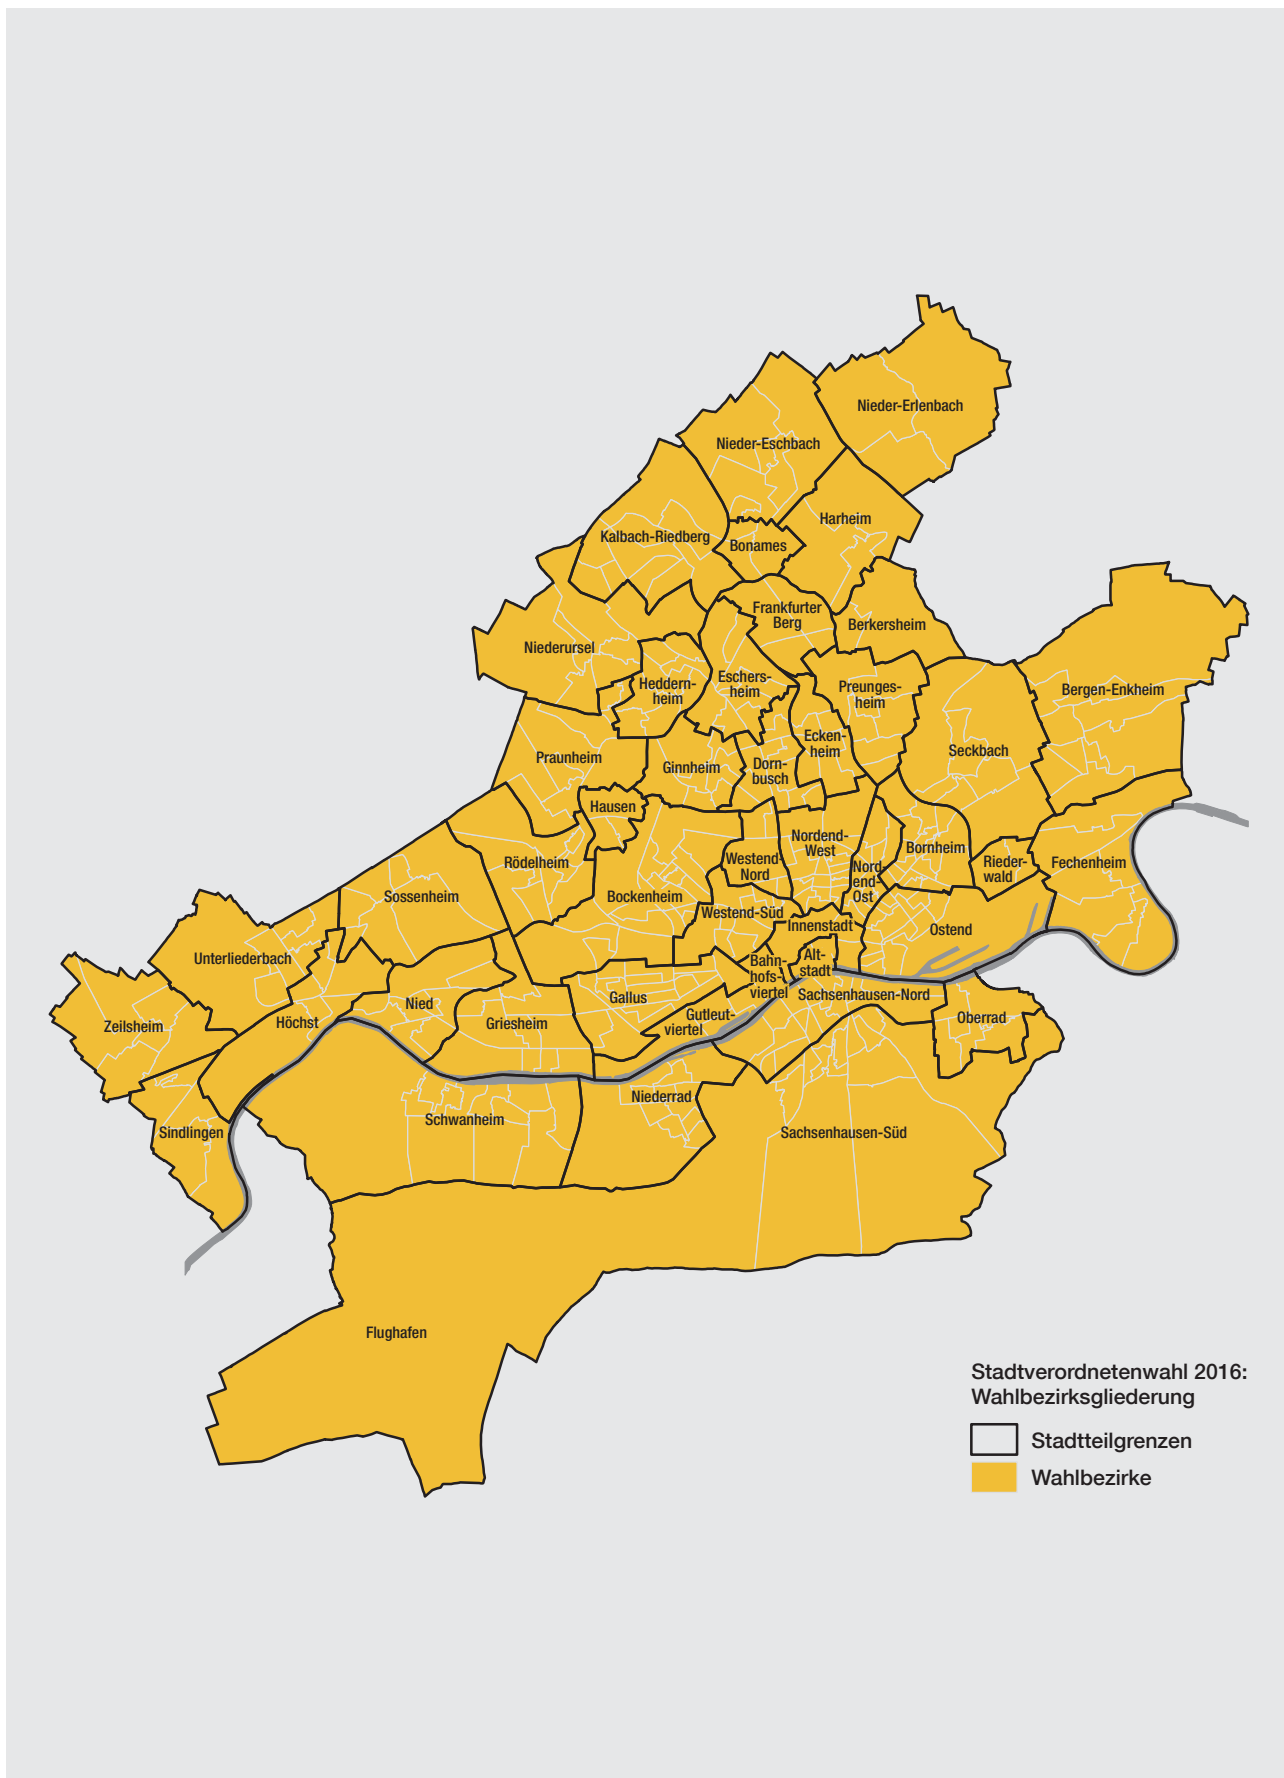 Nieder-Erlenbach
Nieder-Eschbach
Harheim
Kalbach-Riedberg
Bonames
Frankfurter
Berg
Berkersheim
Niederursel
Heddern-
heim
Eschers-
heim
Preunges-
heim
Bergen-Enkheim
Ecken-
heim
Seckbach
Praunheim
Ginnheim
Dorn-
busch
Hausen
Nordend-
West
Bornheim
Rödelheim
Westend-
Nord
Nord-
end-
Ost
Rieder-
wald
Fechenheim
Sossenheim
Bockenheim
Westend-Süd
Innenstadt
Ostend
Unterliederbach
Alt-
stadt
Bahn-
hofs-
viertel
Sachsenhausen-Nord
Gallus
Nied
Gutleut-
viertel
Oberrad
Griesheim
Höchst
Zeilsheim
Niederrad
Schwanheim
Sindlingen
Sachsenhausen-Süd
Flughafen
Stadtverordnetenwahl 2016:
Wahlbezirksgliederung
Stadtteilgrenzen
Wahlbezirke